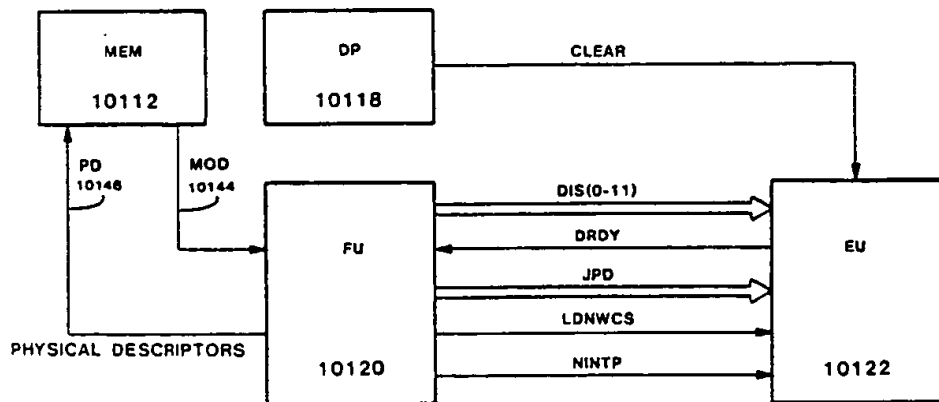 MEM
10112
DP
10118
CLEAR
PD
10146
MOD
10144
FU
10120
DIS(0-11)
DRDY
JPD
LDNWCS
NINTP
EU
10122
PHYSICAL DESCRIPTORS